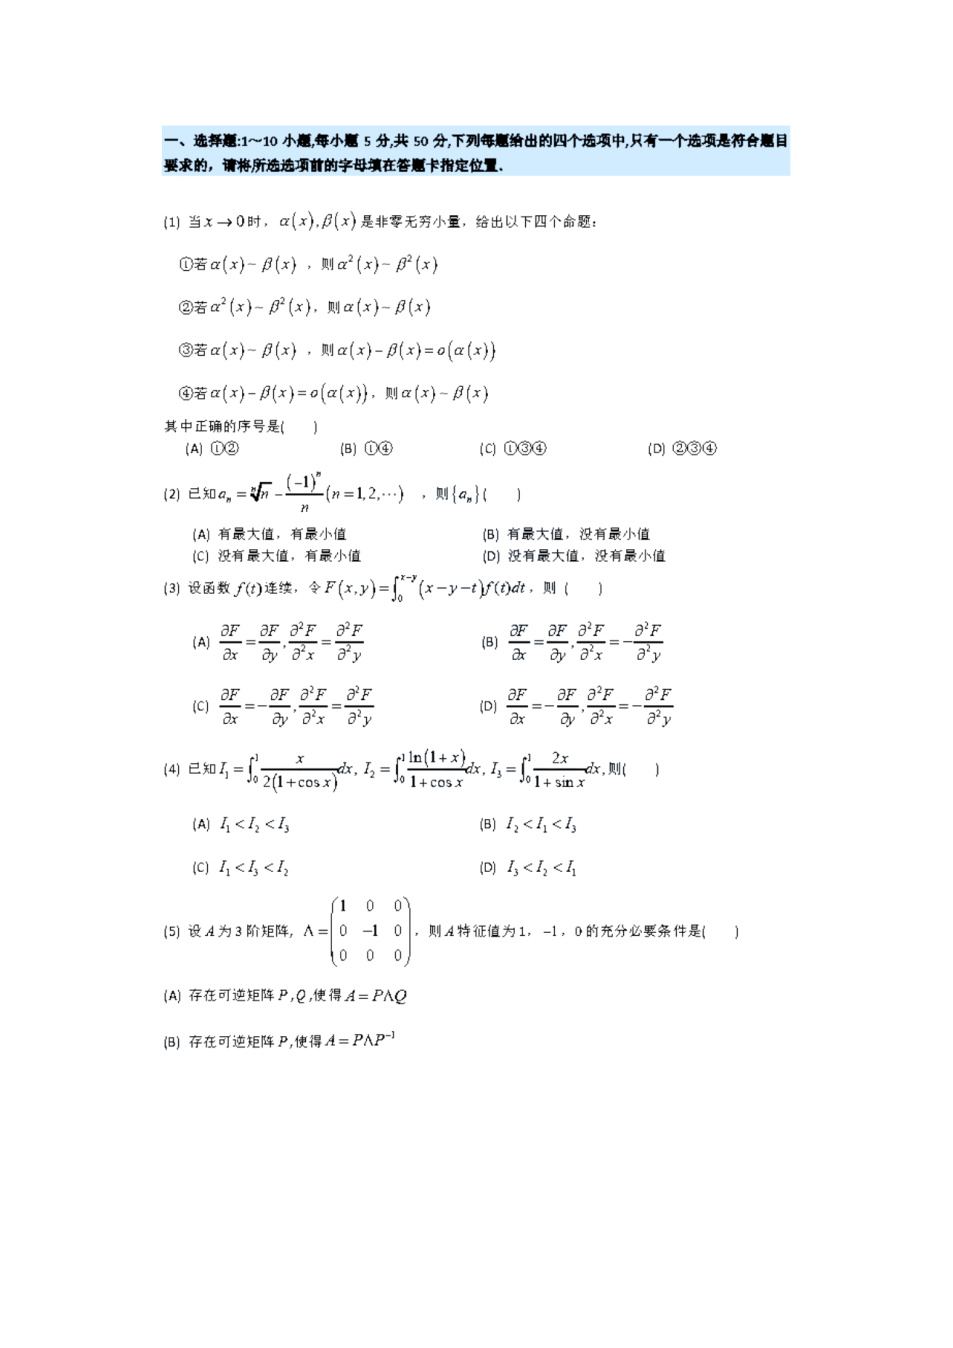 一、选择题:1～10 小题,每小题 5 分,共 50 分,下列每题给出的四个选项中,只有一个选项是符合题目
要求的，请将所选选项前的字母填在答题卡指定位置．
(1) 当 x → 0 时，α(x),β(x) 是非零无穷小量，给出以下四个命题：
①若 α(x) ~ β(x) ，则 α²(x) ~ β²(x)
②若 α²(x) ~ β²(x)，则 α(x) ~ β(x)
③若 α(x) ~ β(x) ，则 α(x) − β(x) = o(α(x))
④若 α(x) − β(x) = o(α(x))，则 α(x) ~ β(x)
其中正确的序号是( )
(A) ①② (B) ①④ (C) ①③④ (D) ②③④
(2) 已知 aₙ = ⁿ√n − (−1)ⁿ/n (n = 1,2,⋯) ，则{aₙ}( )
(A) 有最大值，有最小值 (B) 有最大值，没有最小值
(C) 没有最大值，有最小值 (D) 没有最大值，没有最小值
(3) 设函数 f(t) 连续，令 F(x,y) = ∫₀^(x−y) (x − y − t)f(t)dt，则 ( )
(A) ∂F/∂x = ∂F/∂y, ∂²F/∂²x = ∂²F/∂²y (B) ∂F/∂x = ∂F/∂y, ∂²F/∂²x = −∂²F/∂²y
(C) ∂F/∂x = −∂F/∂y, ∂²F/∂²x = ∂²F/∂²y (D) ∂F/∂x = −∂F/∂y, ∂²F/∂²x = −∂²F/∂²y
(4) 已知 I₁ = ∫₀¹ x/(2(1+cos x)) dx, I₂ = ∫₀¹ ln(1+x)/(1+cos x) dx, I₃ = ∫₀¹ 2x/(1+sin x) dx, 则( )
(A) I₁ < I₂ < I₃ (B) I₂ < I₁ < I₃
(C) I₁ < I₃ < I₂ (D) I₃ < I₂ < I₁
(5) 设 A 为 3 阶矩阵, Λ = (1 0 0; 0 −1 0; 0 0 0)，则 A 特征值为 1，−1，0 的充分必要条件是( )
(A) 存在可逆矩阵 P,Q,使得 A = PΛQ
(B) 存在可逆矩阵 P,使得 A = PΛP⁻¹